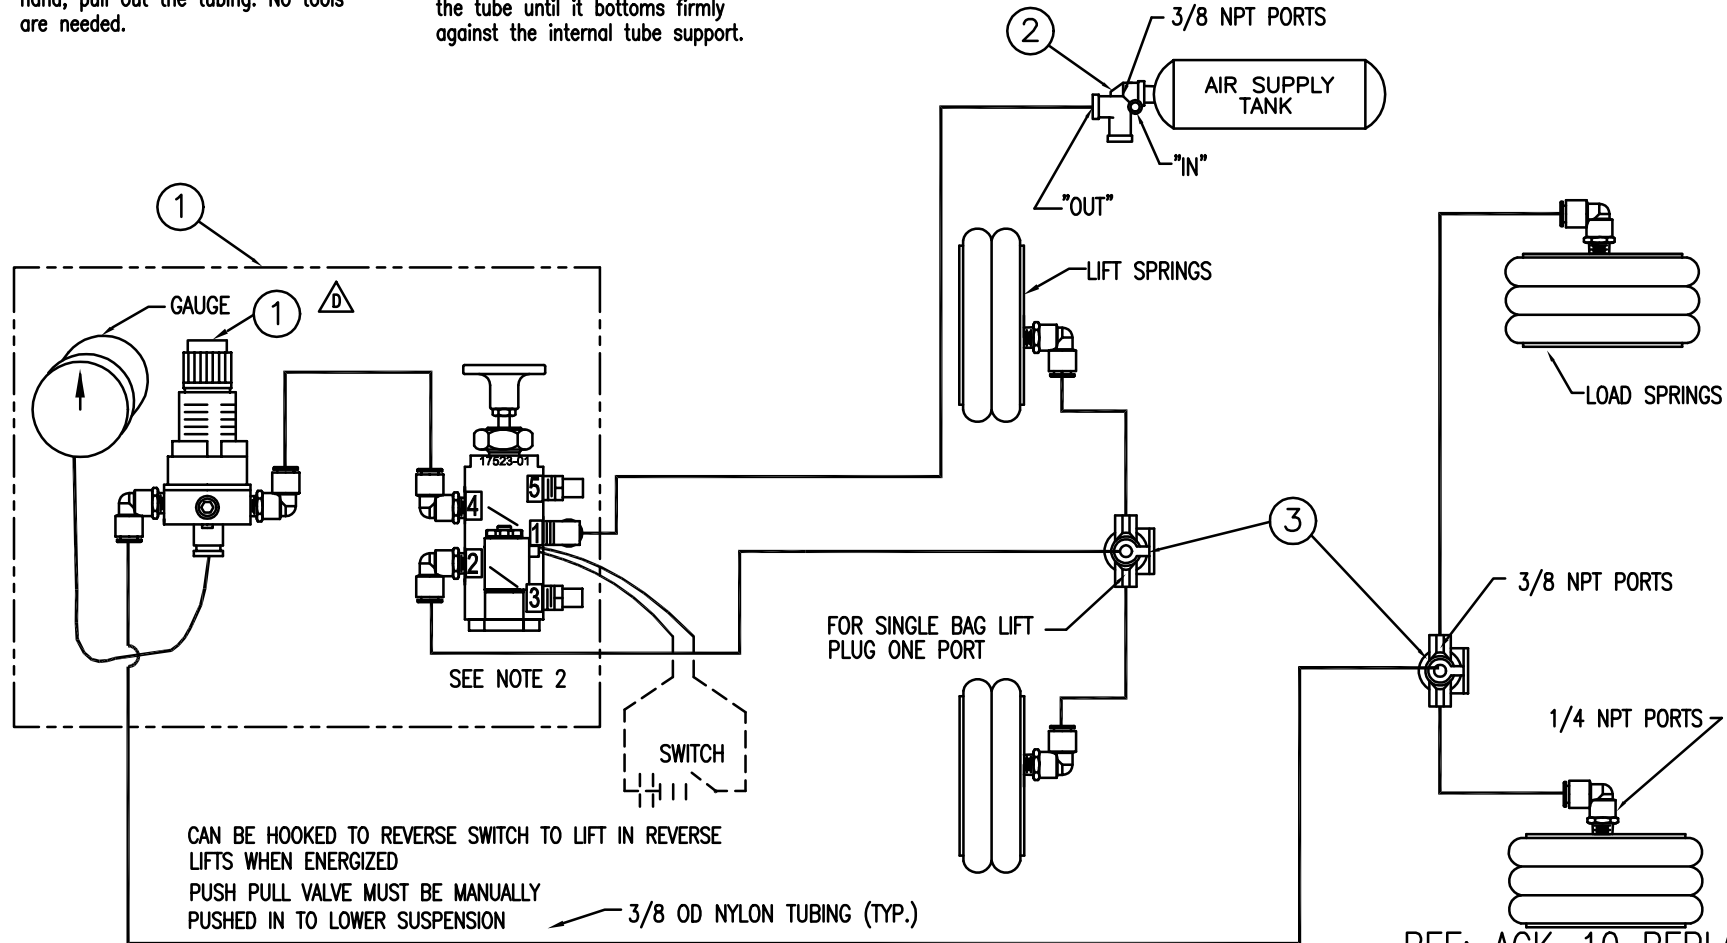 hand, pull out the tubing. No tools
are needed.
the tube until it bottoms firmly
against the internal tube support.
2
3/8 NPT PORTS
AIR SUPPLY
TANK
"IN"
"OUT"
1
LIFT SPRINGS
GAUGE
1
D
LOAD SPRINGS
17523-01
5
4
1
2
3
3
3/8 NPT PORTS
FOR SINGLE BAG LIFT
PLUG ONE PORT
SEE NOTE 2
1/4 NPT PORTS
SWITCH
CAN BE HOOKED TO REVERSE SWITCH TO LIFT IN REVERSE
LIFTS WHEN ENERGIZED
PUSH PULL VALVE MUST BE MANUALLY
PUSHED IN TO LOWER SUSPENSION
3/8 OD NYLON TUBING (TYP.)